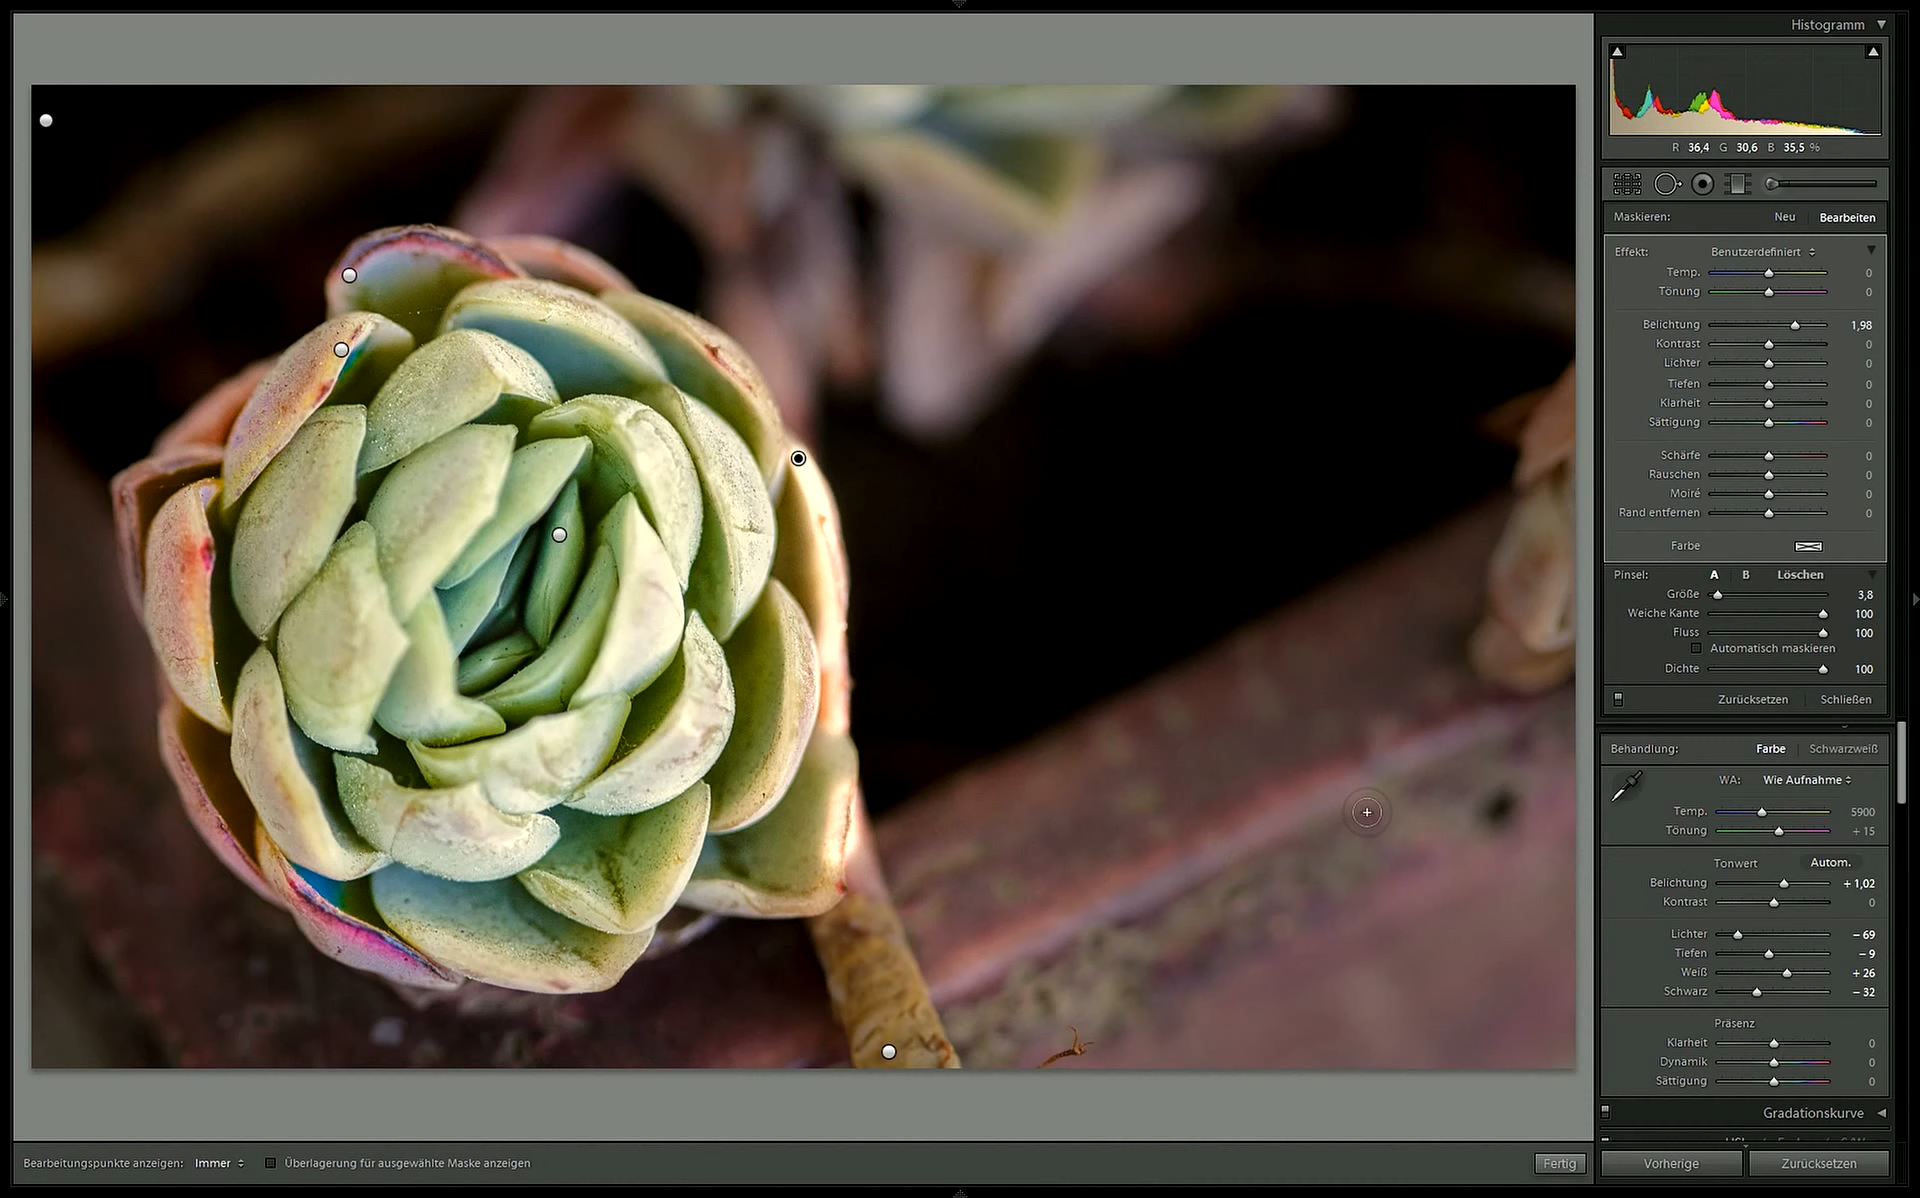 Histogramm
R 36,4 G 30,6 B 35,5 %
Maskieren: Neu Bearbeiten
Effekt: Benutzerdefiniert
Temp. 0
Tönung 0
Belichtung 1,98
Kontrast 0
Lichter 0
Tiefen 0
Klarheit 0
Sättigung 0
Schärfe 0
Rauschen 0
Moiré 0
Rand entfernen 0
Farbe
Pinsel: A B Löschen
Größe 3,8
Weiche Kante 100
Fluss 100
Automatisch maskieren
Dichte 100
Zurücksetzen Schließen
Behandlung: Farbe Schwarzweiß
WA: Wie Aufnahme
Temp. 5900
Tönung + 15
Tonwert Autom.
Belichtung + 1,02
Kontrast 0
Lichter – 69
Tiefen – 9
Weiß + 26
Schwarz – 32
Präsenz
Klarheit 0
Dynamik 0
Sättigung 0
Gradationskurve
Bearbeitungspunkte anzeigen: Immer Überlagerung für ausgewählte Maske anzeigen Fertig Vorherige Zurücksetzen